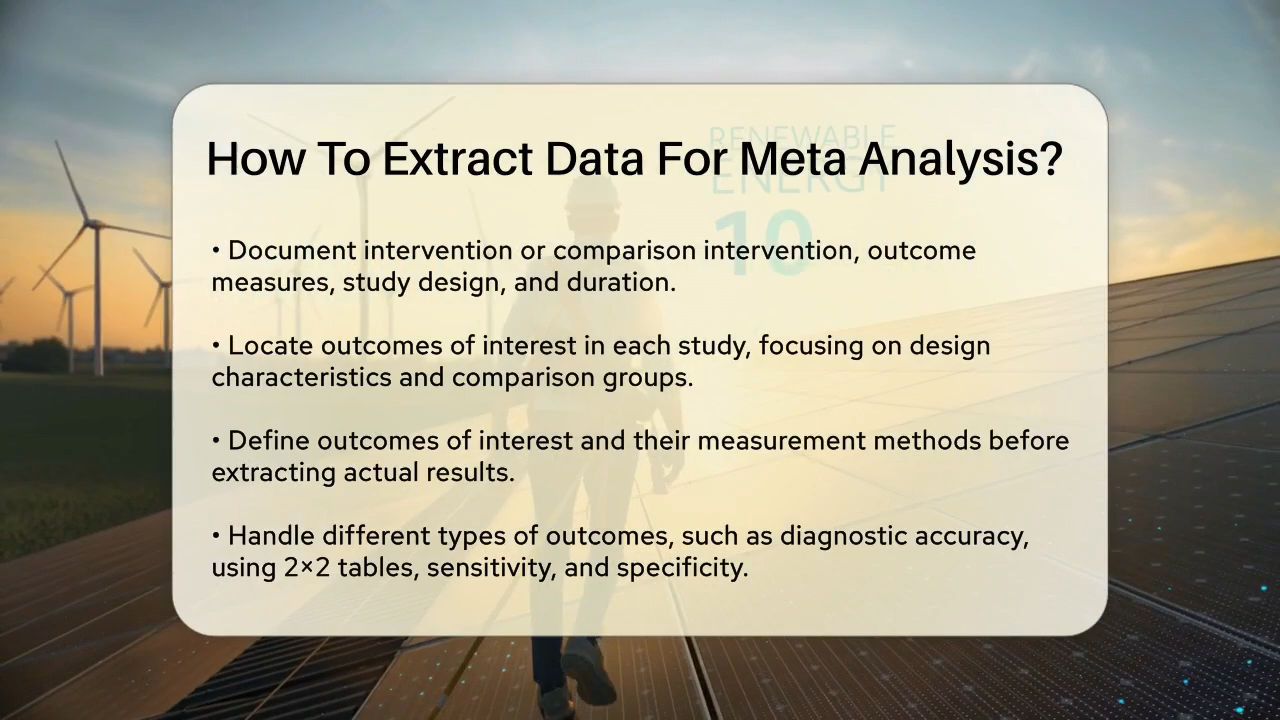 How To Extract Data For Meta Analysis?
RENEWABLE
ENERGY
10
• Document intervention or comparison intervention, outcome
measures, study design, and duration.
• Locate outcomes of interest in each study, focusing on design
characteristics and comparison groups.
• Define outcomes of interest and their measurement methods before
extracting actual results.
• Handle different types of outcomes, such as diagnostic accuracy,
using 2×2 tables, sensitivity, and specificity.